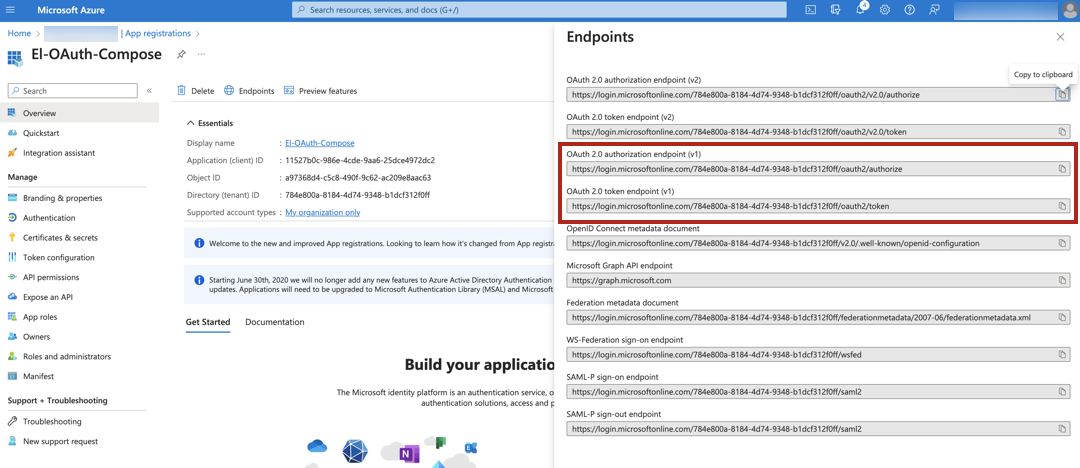 Microsoft Azure
Search resources, services, and docs (G+/)
4
Home > | App registrations >
El-OAuth-Compose
...
Search
«
Overview
Quickstart
Integration assistant
Manage
Branding & properties
Authentication
Certificates & secrets
Token configuration
API permissions
Expose an API
App roles
Owners
Roles and administrators
Manifest
Support + Troubleshooting
Troubleshooting
New support request
Delete
Endpoints
Preview features
Essentials
Display name : El-OAuth-Compose
Application (client) ID : 11527b0c-986e-4cde-9aa6-25dce4972dc2
Object ID : a97368d4-c5c8-490f-9c62-ac209e8aac63
Directory (tenant) ID : 784e800a-8184-4d74-9348-b1dcf312f0ff
Supported account types : My organization only
Welcome to the new and improved App registrations. Looking to learn how it's changed from App registra
Starting June 30th, 2020 we will no longer add any new features to Azure Active Directory Authentication
updates. Applications will need to be upgraded to Microsoft Authentication Library (MSAL) and Microsoft
Get Started
Documentation
Build your applicatio
The Microsoft identity platform is an authentication service, o
authentication solutions, access and p
N
Endpoints
Copy to clipboard
OAuth 2.0 authorization endpoint (v2)
https://login.microsoftonline.com/784e800a-8184-4d74-9348-b1dcf312f0ff/oauth2/v2.0/authorize
OAuth 2.0 token endpoint (v2)
https://login.microsoftonline.com/784e800a-8184-4d74-9348-b1dcf312f0ff/oauth2/v2.0/token
OAuth 2.0 authorization endpoint (v1)
https://login.microsoftonline.com/784e800a-8184-4d74-9348-b1dcf312f0ff/oauth2/authorize
OAuth 2.0 token endpoint (v1)
https://login.microsoftonline.com/784e800a-8184-4d74-9348-b1dcf312f0ff/oauth2/token
OpenID Connect metadata document
https://login.microsoftonline.com/784e800a-8184-4d74-9348-b1dcf312f0ff/v2.0/.well-known/openid-configuration
Microsoft Graph API endpoint
https://graph.microsoft.com
Federation metadata document
https://login.microsoftonline.com/784e800a-8184-4d74-9348-b1dcf312f0ff/federationmetadata/2007-06/federationmetadata.xml
WS-Federation sign-on endpoint
https://login.microsoftonline.com/784e800a-8184-4d74-9348-b1dcf312f0ff/wsfed
SAML-P sign-on endpoint
https://login.microsoftonline.com/784e800a-8184-4d74-9348-b1dcf312f0ff/saml2
SAML-P sign-out endpoint
https://login.microsoftonline.com/784e800a-8184-4d74-9348-b1dcf312f0ff/saml2